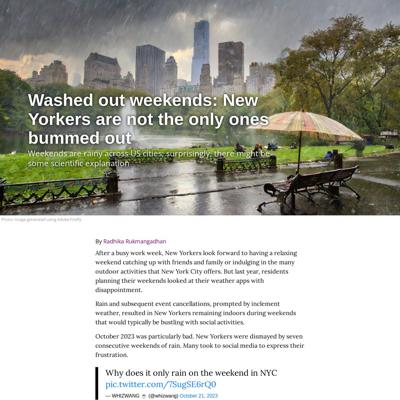 Washed out weekends: New
Yorkers are not the only ones
bummed out
Weekends are rainy across US cities; surprisingly, there might be
some scientific explanation
Photo: Image generated using Adobe Firefly
By Radhika Rukmangadhan
After a busy work week, New Yorkers look forward to having a relaxing
weekend catching up with friends and family or indulging in the many
outdoor activities that New York City offers. But last year, residents
planning their weekends looked at their weather apps with
disappointment.
Rain and subsequent event cancellations, prompted by inclement
weather, resulted in New Yorkers remaining indoors during weekends
that would typically be bustling with social activities.
October 2023 was particularly bad. New Yorkers were dismayed by seven
consecutive weekends of rain. Many took to social media to express their
frustration.
Why does it only rain on the weekend in NYC
pic.twitter.com/7SugSE6rQ0
— WHIZWANG ☕ (@whizwang) October 21, 2023